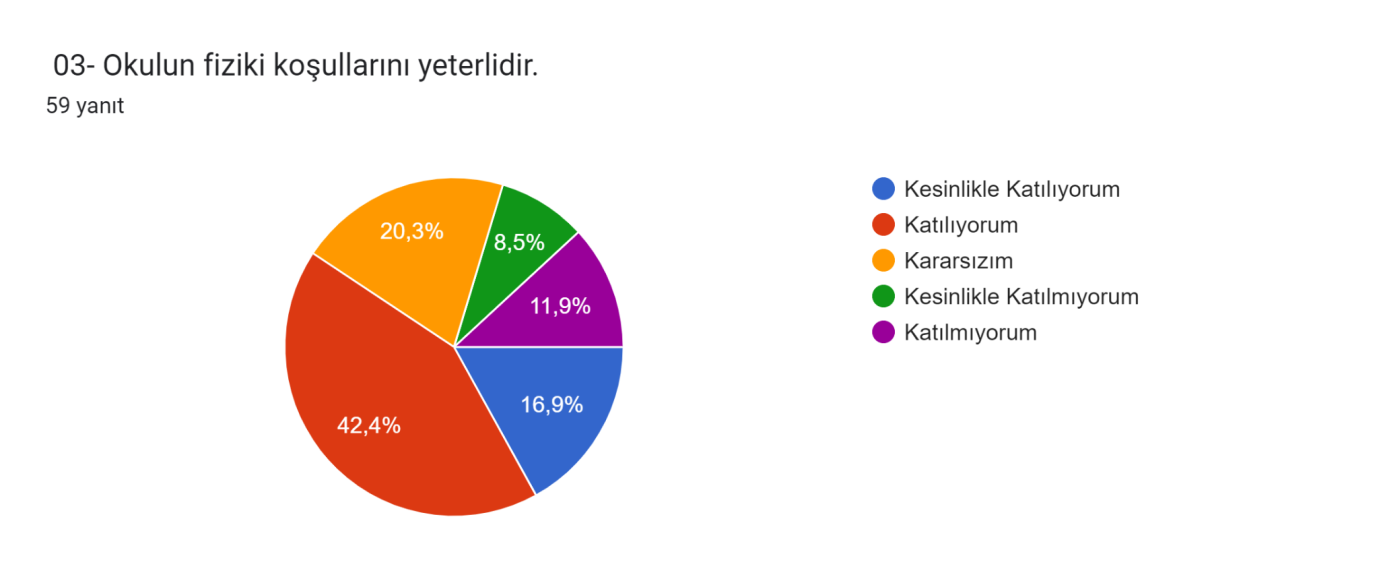 03- Okulun fiziki koşullarını yeterlidir.
59 yanıt
20,3%
8,5%
11,9%
16,9%
42,4%
Kesinlikle Katılıyorum
Katılıyorum
Kararsızım
Kesinlikle Katılmıyorum
Katılmıyorum